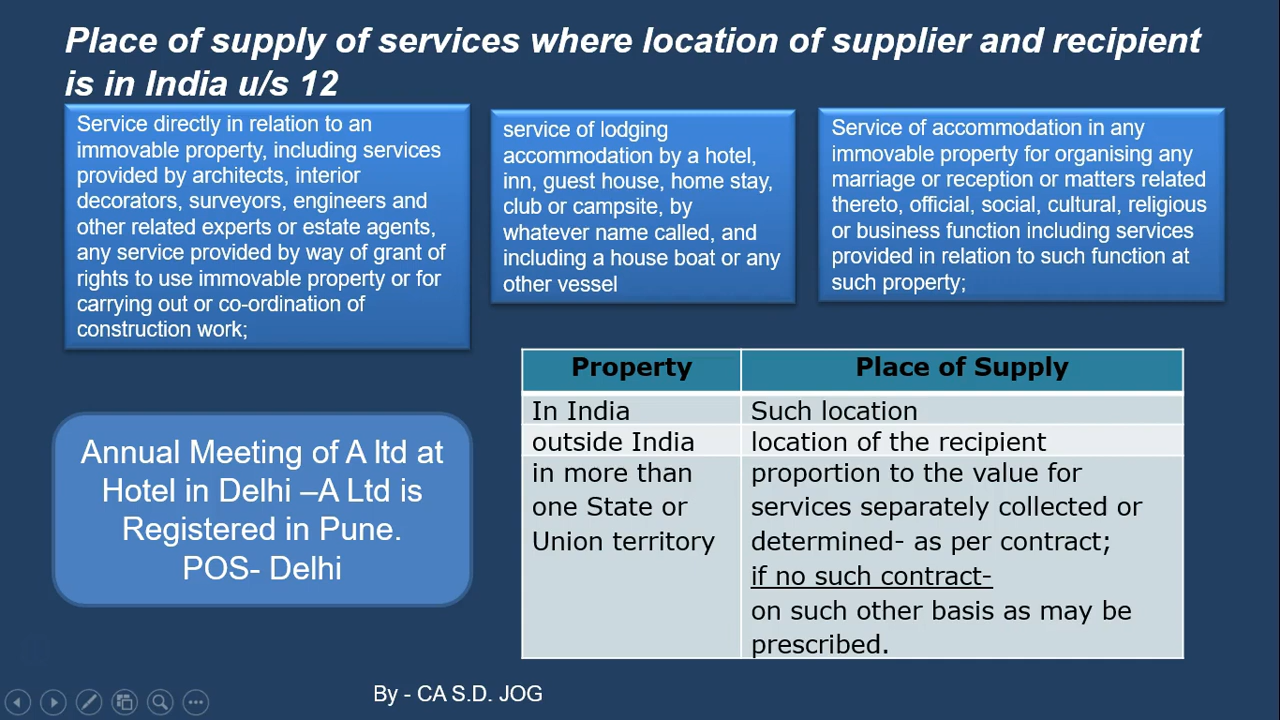 Place of supply of services where location of supplier and recipient
is in India u/s 12
Service directly in relation to an
immovable property, including services
provided by architects, interior
decorators, surveyors, engineers and
other related experts or estate agents,
any service provided by way of grant of
rights to use immovable property or for
carrying out or co-ordination of
construction work;
service of lodging
accommodation by a hotel,
inn, guest house, home stay,
club or campsite, by
whatever name called, and
including a house boat or any
other vessel
Service of accommodation in any
immovable property for organising any
marriage or reception or matters related
thereto, official, social, cultural, religious
or business function including services
provided in relation to such function at
such property;
Annual Meeting of A ltd at
Hotel in Delhi –A Ltd is
Registered in Pune.
POS- Delhi
Property Place of Supply
In India Such location
outside India location of the recipient
in more than proportion to the value for
one State or services separately collected or
Union territory determined- as per contract;
if no such contract-
on such other basis as may be
prescribed.
By - CA S.D. JOG